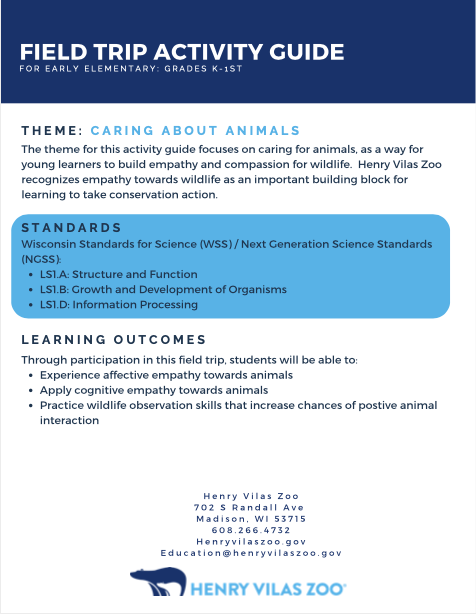 FIELD TRIP ACTIVITY GUIDE
FOR EARLY ELEMENTARY: GRADES K-1ST
THEME: CARING ABOUT ANIMALS
The theme for this activity guide focuses on caring for animals, as a way for
young learners to build empathy and compassion for wildlife. Henry Vilas Zoo
recognizes empathy towards wildlife as an important building block for
learning to take conservation action.
STANDARDS
Wisconsin Standards for Science (WSS) / Next Generation Science Standards
(NGSS):
• LS1.A: Structure and Function
• LS1.B: Growth and Development of Organisms
• LS1.D: Information Processing
LEARNING OUTCOMES
Through participation in this field trip, students will be able to:
• Experience affective empathy towards animals
• Apply cognitive empathy towards animals
• Practice wildlife observation skills that increase chances of postive animal
interaction
Henry Vilas Zoo
702 S Randall Ave
Madison, WI 53715
608.266.4732
Henryvilaszoo.gov
Education@henryvilaszoo.gov
HENRY VILAS ZOO